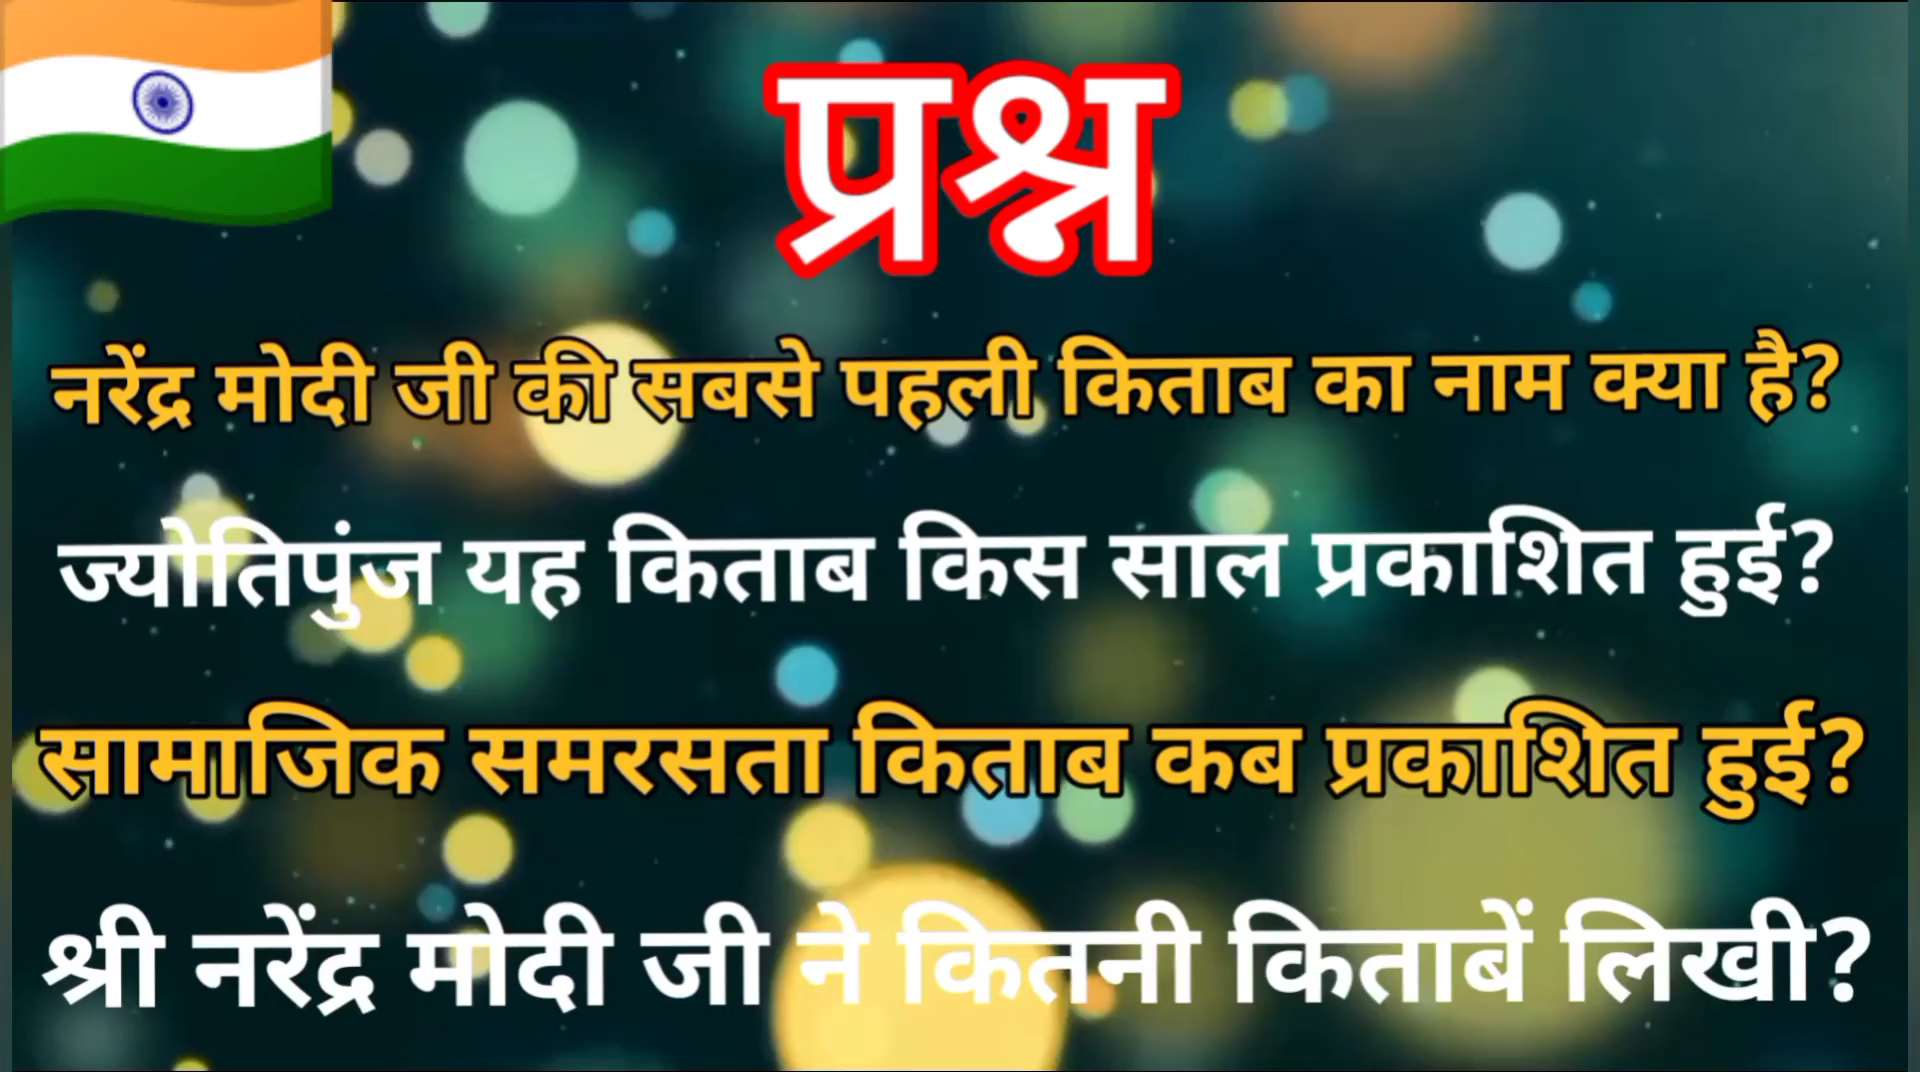 प्रश्न
नरेंद्र मोदी जी की सबसे पहली किताब का नाम क्या है?
ज्योतिपुंज यह किताब किस साल प्रकाशित हुई?
सामाजिक समरसता किताब कब प्रकाशित हुई?
श्री नरेंद्र मोदी जी ने कितनी किताबें लिखी?